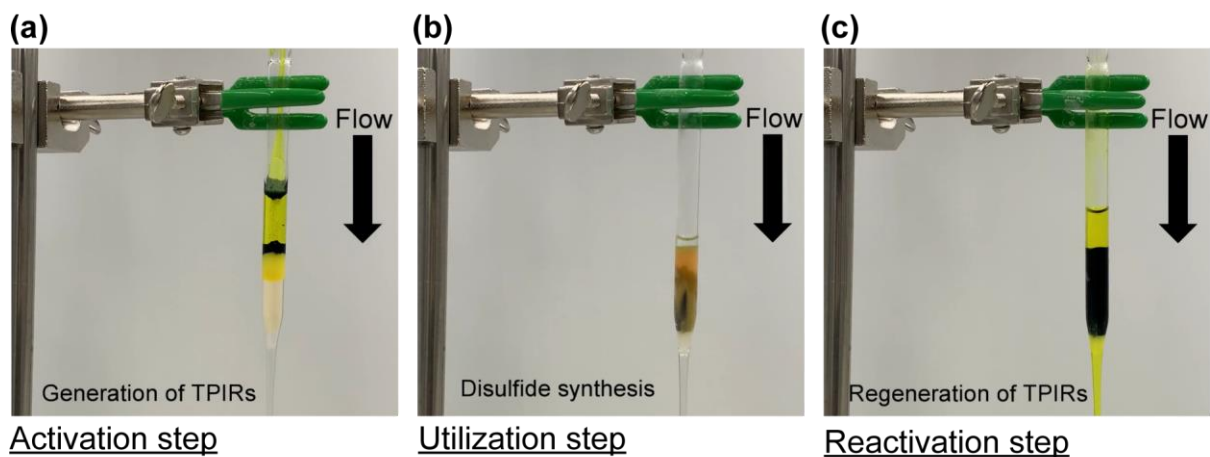 (a)
Flow
Generation of TPIRs
Activation step
(b)
Flow
Disulfide synthesis
Utilization step
(c)
Flow
Regeneration of TPIRs
Reactivation step